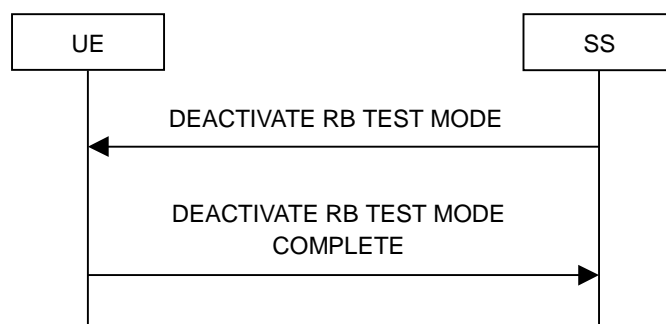 UE
SS
DEACTIVATE RB TEST MODE
DEACTIVATE RB TEST MODE
COMPLETE